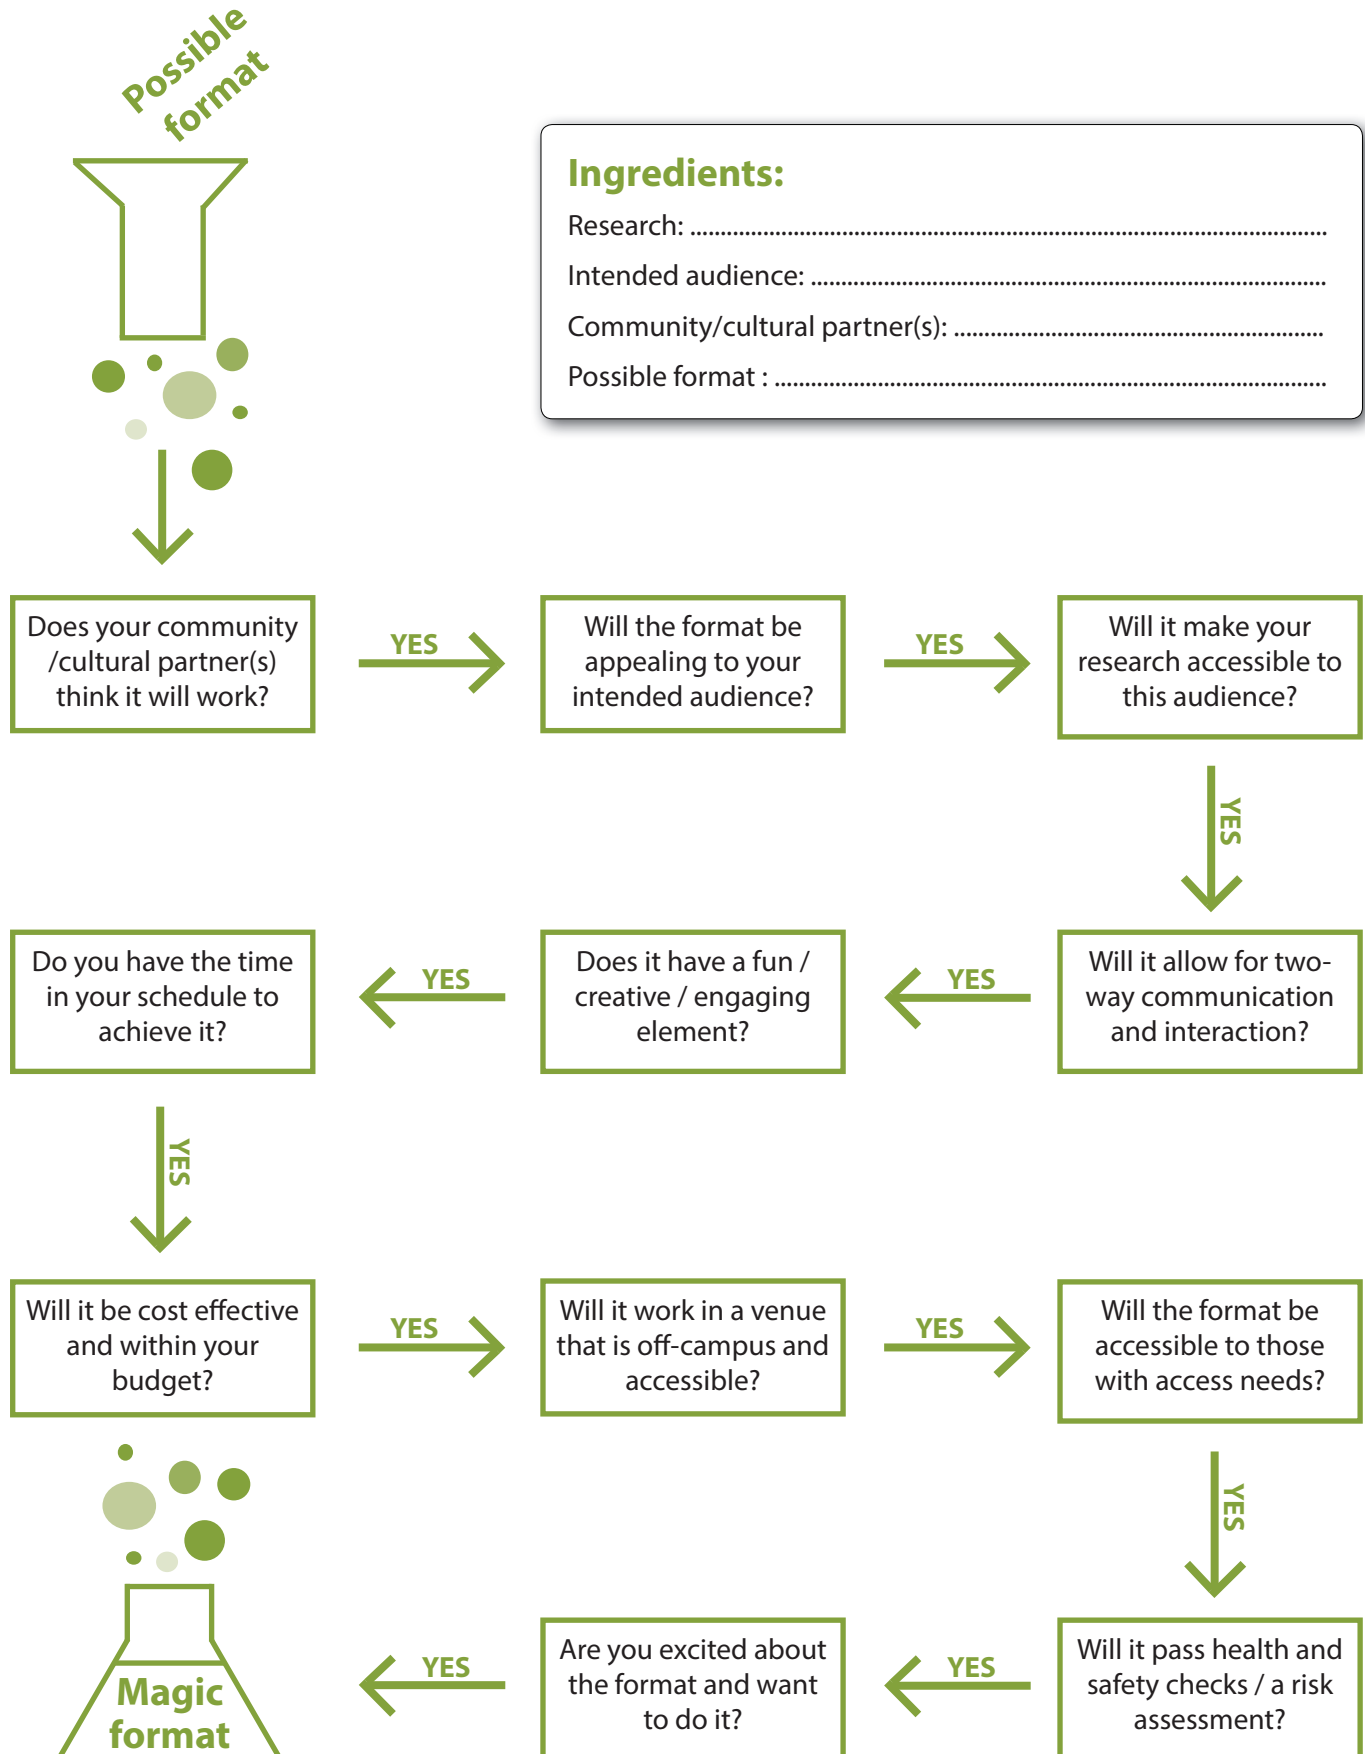 Possible
format
Ingredients:
Research: ..........................................................................................................
Intended audience: ......................................................................................
Community/cultural partner(s): ..............................................................
Possible format : ............................................................................................
Does your community
/cultural partner(s)
think it will work?
YES
Will the format be
appealing to your
intended audience?
YES
Will it make your
research accessible to
this audience?
YES
Will it allow for two-
way communication
and interaction?
YES
Does it have a fun /
creative / engaging
element?
YES
Do you have the time
in your schedule to
achieve it?
YES
Will it be cost effective
and within your
budget?
YES
Will it work in a venue
that is off-campus and
accessible?
YES
Will the format be
accessible to those
with access needs?
YES
Will it pass health and
safety checks / a risk
assessment?
YES
Are you excited about
the format and want
to do it?
YES
Magic
format